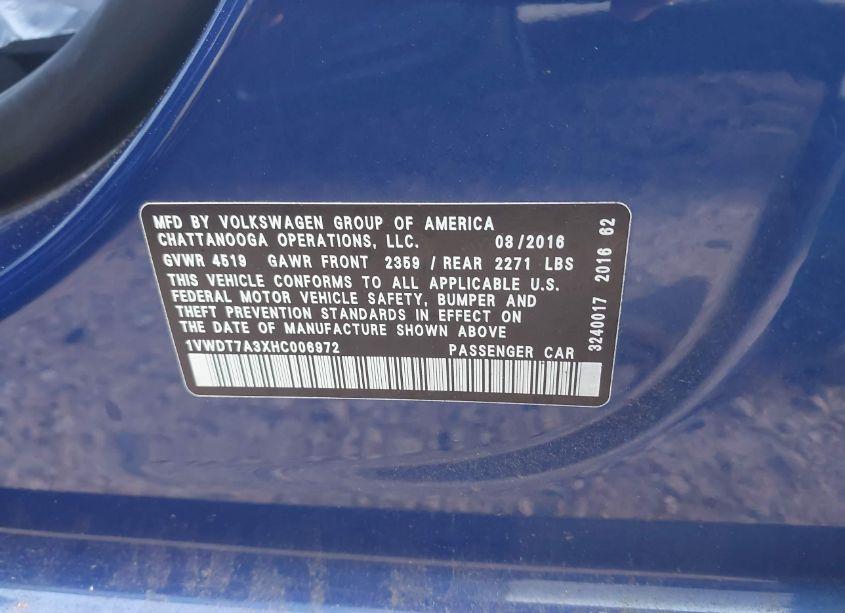 MFD BY VOLKSWAGEN GROUP OF AMERICA
CHATTANOOGA OPERATIONS, LLC. 08/2016
GVWR 4519 GAWR FRONT 2359 / REAR 2271 LBS
THIS VEHICLE CONFORMS TO ALL APPLICABLE U.S.
FEDERAL MOTOR VEHICLE SAFETY, BUMPER AND
THEFT PREVENTION STANDARDS IN EFFECT ON
THE DATE OF MANUFACTURE SHOWN ABOVE
1VWDT7A3XHC006972 PASSENGER CAR
3240017 2016 62